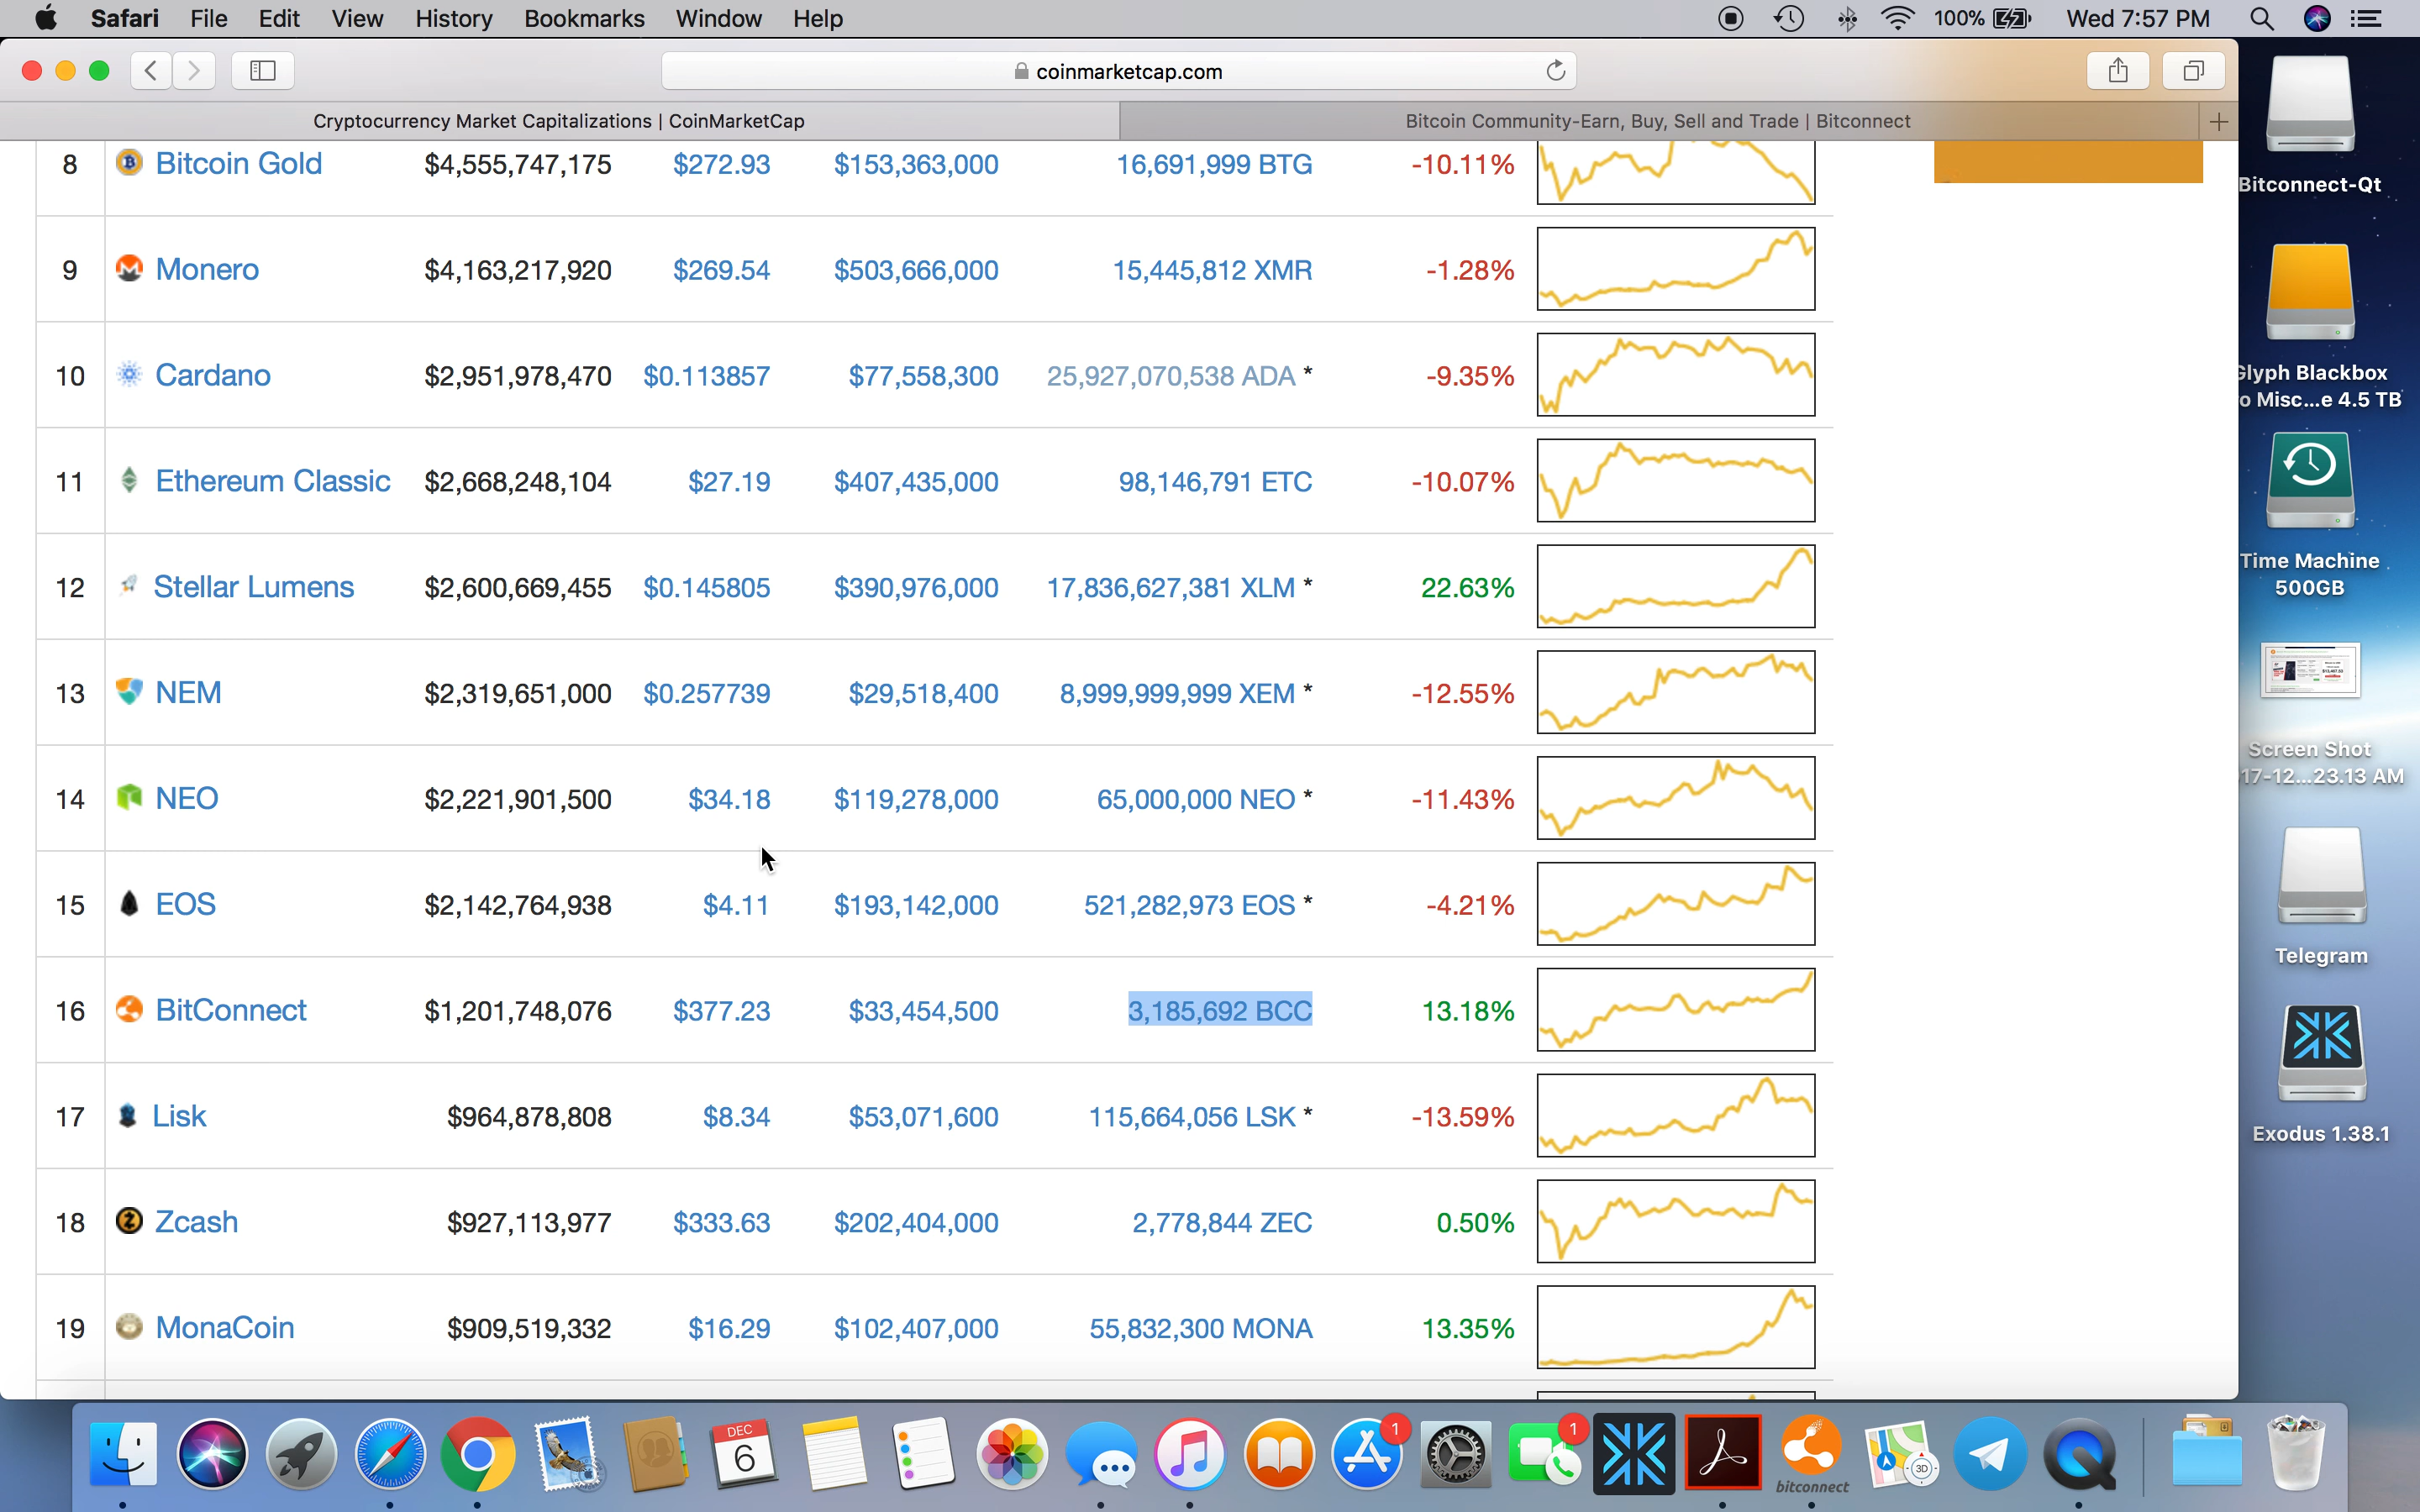 Safari File Edit View History Bookmarks Window Help 100% Wed 7:57 PM
coinmarketcap.com
Cryptocurrency Market Capitalizations | CoinMarketCap Bitcoin Community-Earn, Buy, Sell and Trade | Bitconnect
8 Bitcoin Gold $4,555,747,175 $272.93 $153,363,000 16,691,999 BTG -10.11%
9 Monero $4,163,217,920 $269.54 $503,666,000 15,445,812 XMR -1.28%
10 Cardano $2,951,978,470 $0.113857 $77,558,300 25,927,070,538 ADA * -9.35%
11 Ethereum Classic $2,668,248,104 $27.19 $407,435,000 98,146,791 ETC -10.07%
12 Stellar Lumens $2,600,669,455 $0.145805 $390,976,000 17,836,627,381 XLM * 22.63%
13 NEM $2,319,651,000 $0.257739 $29,518,400 8,999,999,999 XEM * -12.55%
14 NEO $2,221,901,500 $34.18 $119,278,000 65,000,000 NEO * -11.43%
15 EOS $2,142,764,938 $4.11 $193,142,000 521,282,973 EOS * -4.21%
16 BitConnect $1,201,748,076 $377.23 $33,454,500 3,185,692 BCC 13.18%
17 Lisk $964,878,808 $8.34 $53,071,600 115,664,056 LSK * -13.59%
18 Zcash $927,113,977 $333.63 $202,404,000 2,778,844 ZEC 0.50%
19 MonaCoin $909,519,332 $16.29 $102,407,000 55,832,300 MONA 13.35%
Bitconnect-Qt
Glyph Blackbox
o Misc...e 4.5 TB
Time Machine
500GB
Screen Shot
17-12...23.13 AM
Telegram
Exodus 1.38.1
DEC
6
1
1
bitconnect
3D